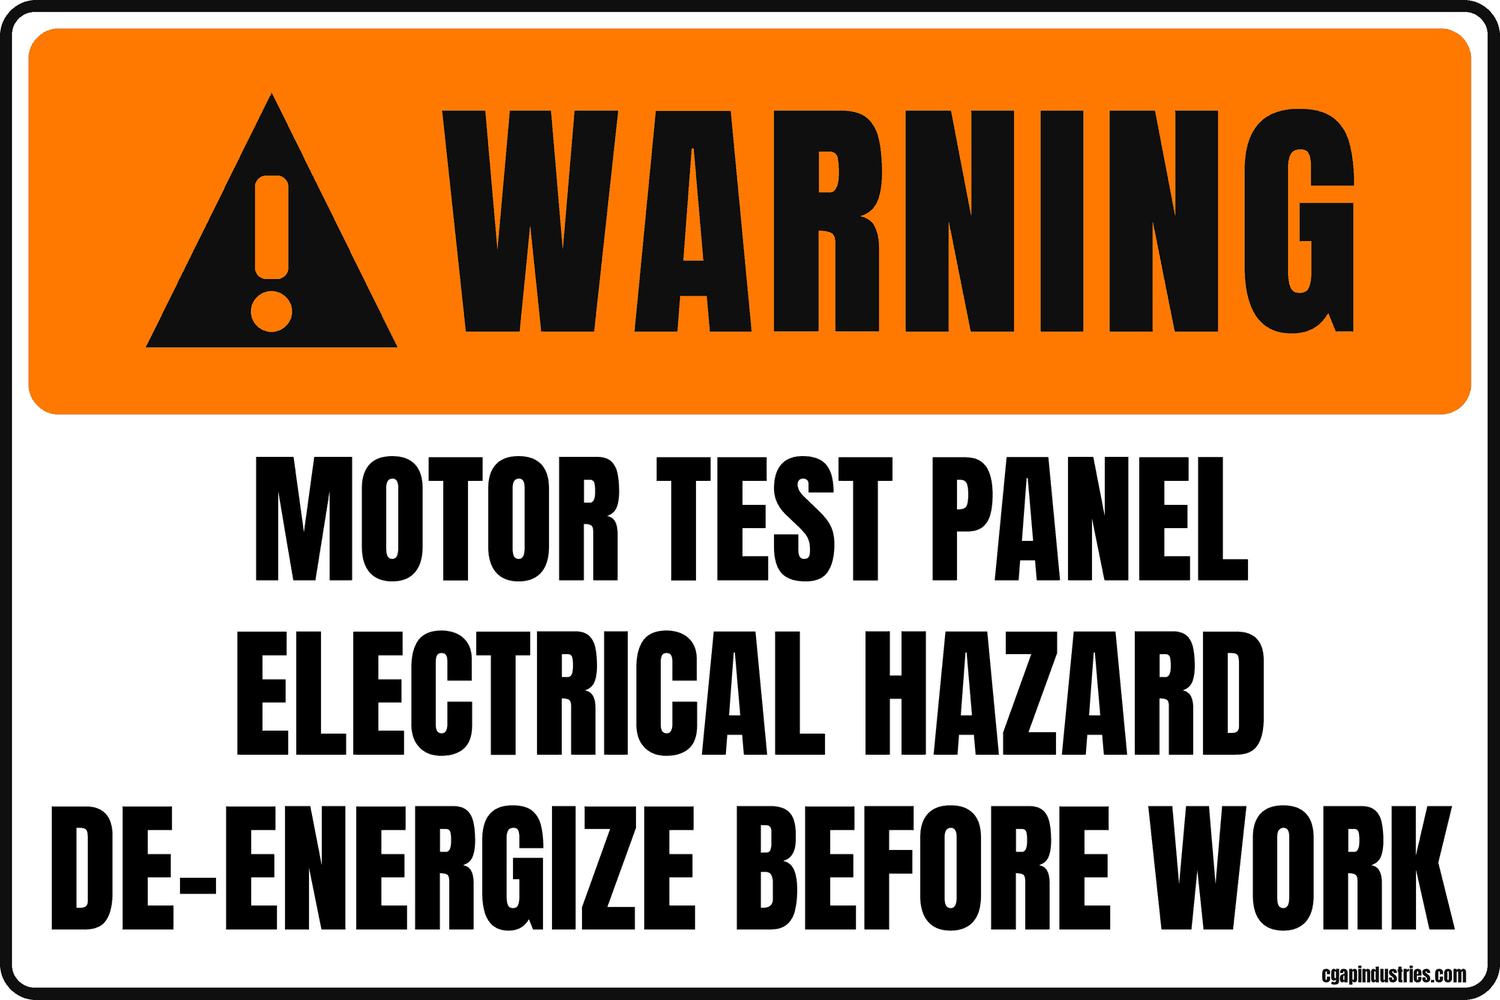 WARNING
MOTOR TEST PANEL
ELECTRICAL HAZARD
DE-ENERGIZE BEFORE WORK
cgapindustries.com